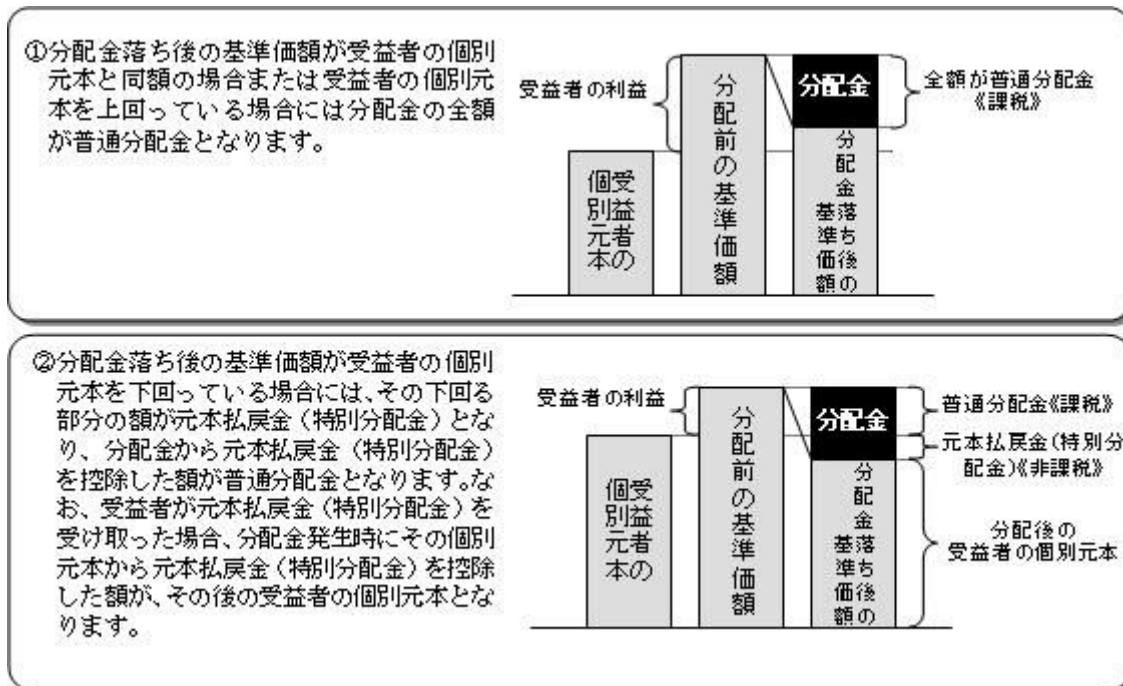 ①分配金落ち後の基準価額が受益者の個別
元本と同額の場合または受益者の個別元
本を上回っている場合には分配金の全額
が普通分配金となります。
受益者の利益
個別元本
受益者の
分配前の基準価額
分配金
分配金落ち後の
基準価額
全額が普通分配金
《課税》
②分配金落ち後の基準価額が受益者の個別
元本を下回っている場合には、その下回る
部分の額が元本払戻金（特別分配金）とな
り、分配金から元本払戻金（特別分配金）
を控除した額が普通分配金となります。な
お、受益者が元本払戻金（特別分配金）を
受け取った場合、分配金発生時にその個別
元本から元本払戻金（特別分配金）を控除
した額が、その後の受益者の個別元本とな
ります。
受益者の利益
受益者の
個別元本
分配前の基準価額
分配金
分配金落ち後の
基準価額
普通分配金《課税》
元本払戻金（特別分
配金）《非課税》
分配後の
受益者の個別元本